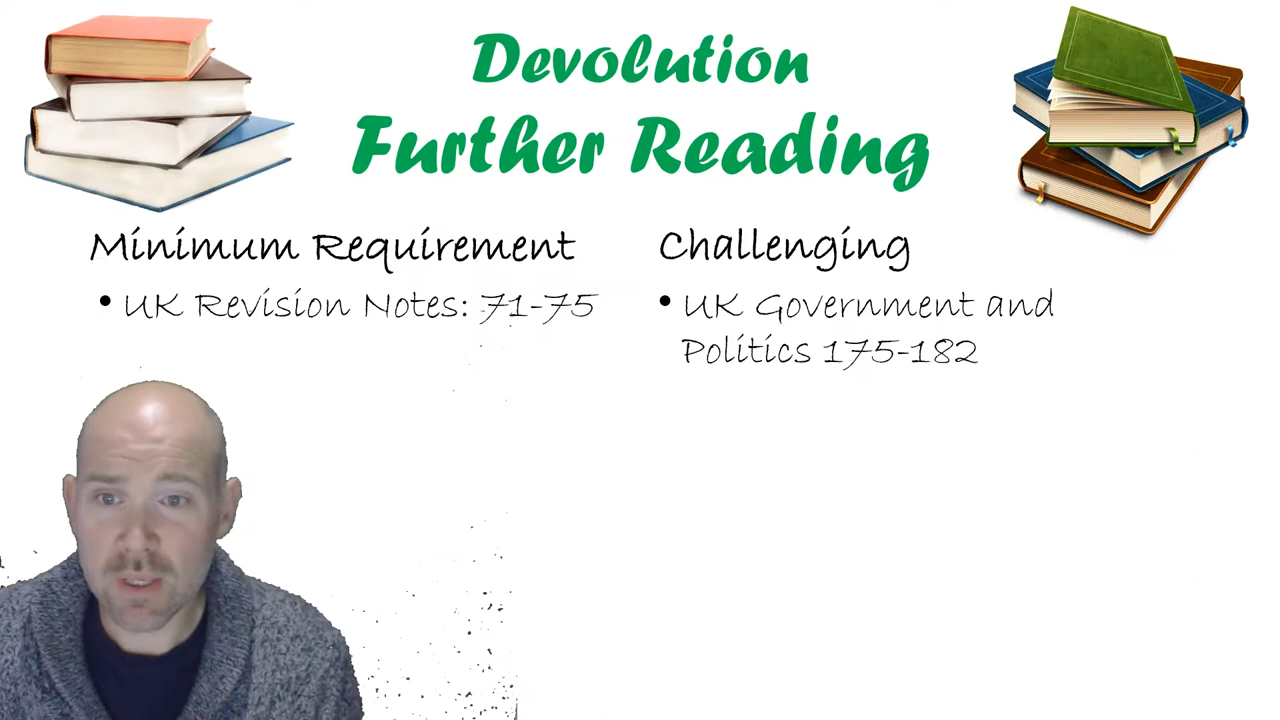 Devolution
Further Reading
Minimum Requirement
• UK Revision Notes: 71-75
Challenging
• UK Government and
Politics 175-182